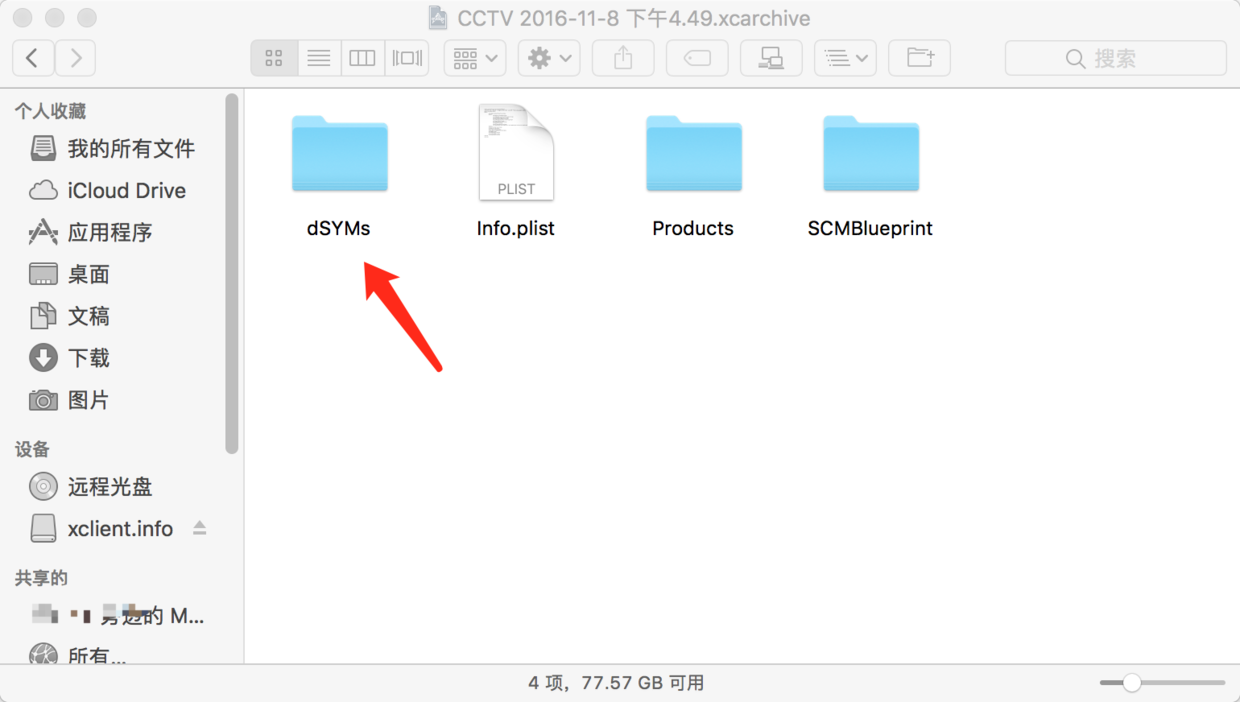 CCTV 2016-11-8 下午4.49.xcarchive
搜索
个人收藏
我的所有文件
iCloud Drive
应用程序
桌面
文稿
下载
图片
设备
远程光盘
xclient.info
共享的
旁边的 M...
所有...
PLIST
dSYMs
Info.plist
Products
SCMBlueprint
4 项，77.57 GB 可用